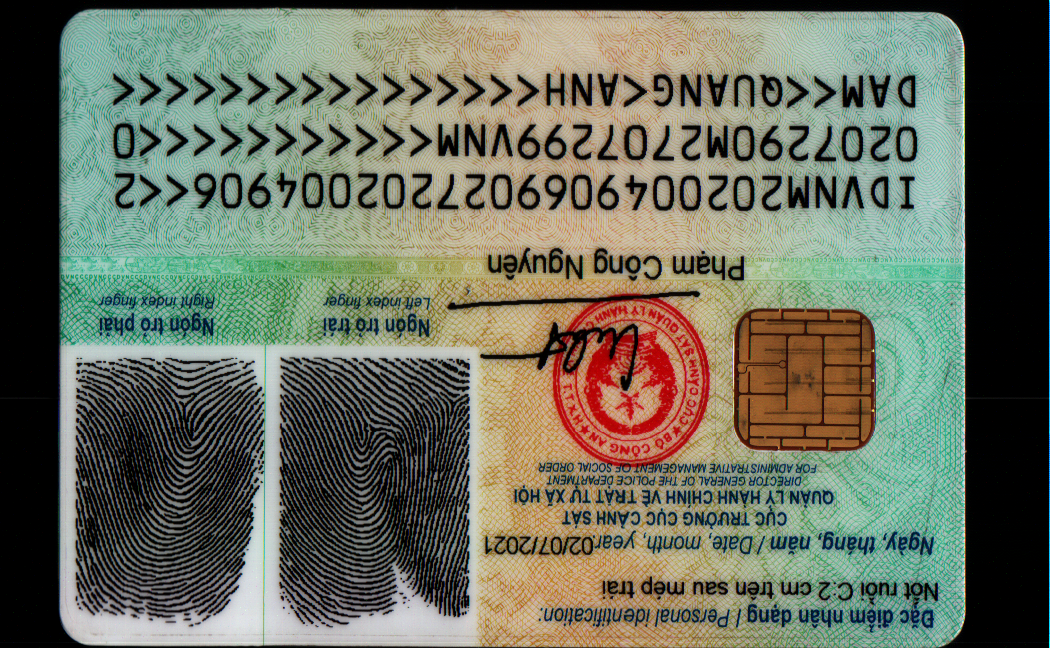 Đặc điểm nhận dạng / Personal identification:
Nốt ruồi C:2 cm trên sau mép trái
Ngày, tháng, năm / Date, month, year:02/07/2021
CỤC TRƯỞNG CỤC CẢNH SÁT
QUẢN LÝ HÀNH CHÍNH VỀ TRẬT TỰ XÃ HỘI
DIRECTOR GENERAL OF THE POLICE DEPARTMENT
FOR ADMINISTRATIVE MANAGEMENT OF SOCIAL ORDER
BỘ CÔNG AN
CỤC CẢNH SÁT QUẢN LÝ HÀNH
Phạm Công Nguyên
Ngón trỏ trái
Left index finger
Ngón trỏ phải
Right index finger
IDVNM2020049069027202004906<<2
0207290M2707299VNM<<<<<<<<<<<0
DAM<<QUANG<ANH<<<<<<<<<<<<<<<<